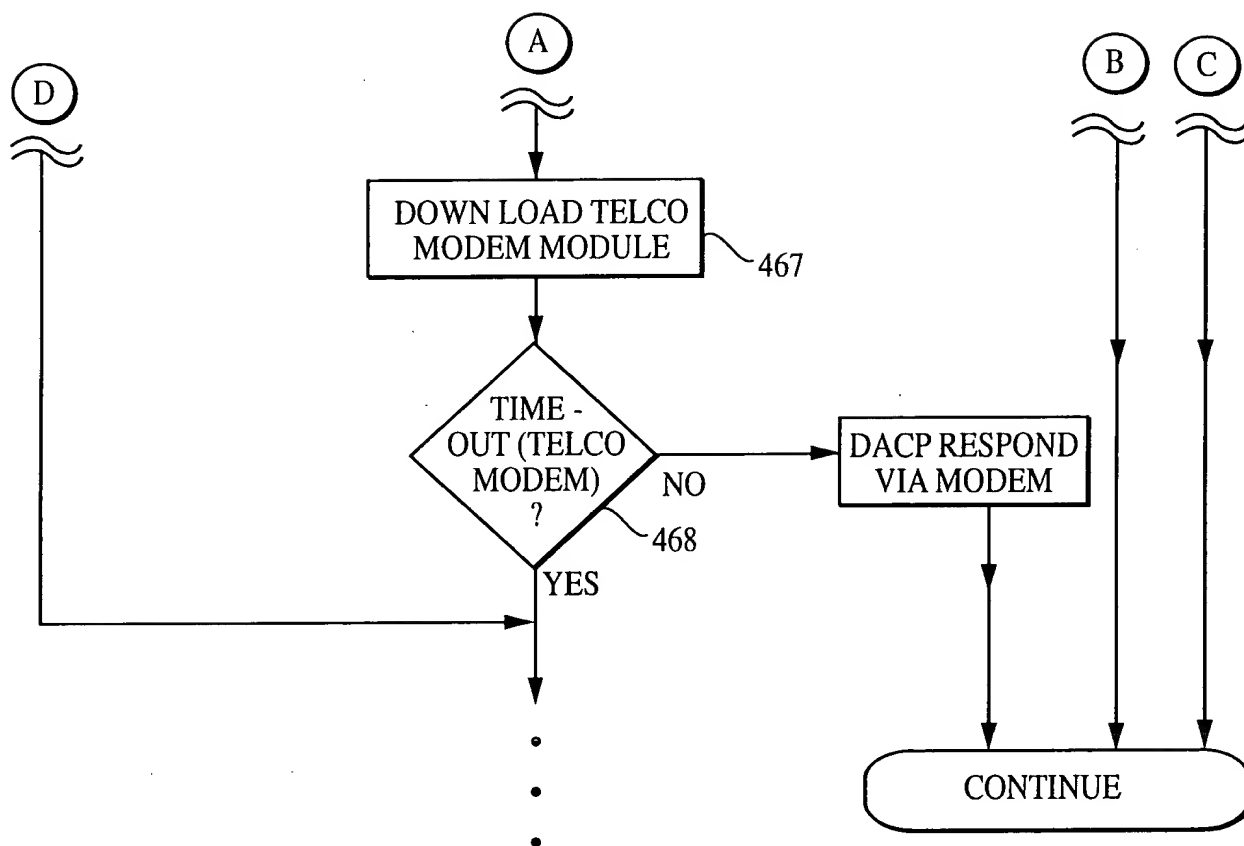 A
B
C
D
DOWN LOAD TELCO
MODEM MODULE
467
TIME -
OUT (TELCO
MODEM)
?
NO
468
YES
DACP RESPOND
VIA MODEM
CONTINUE